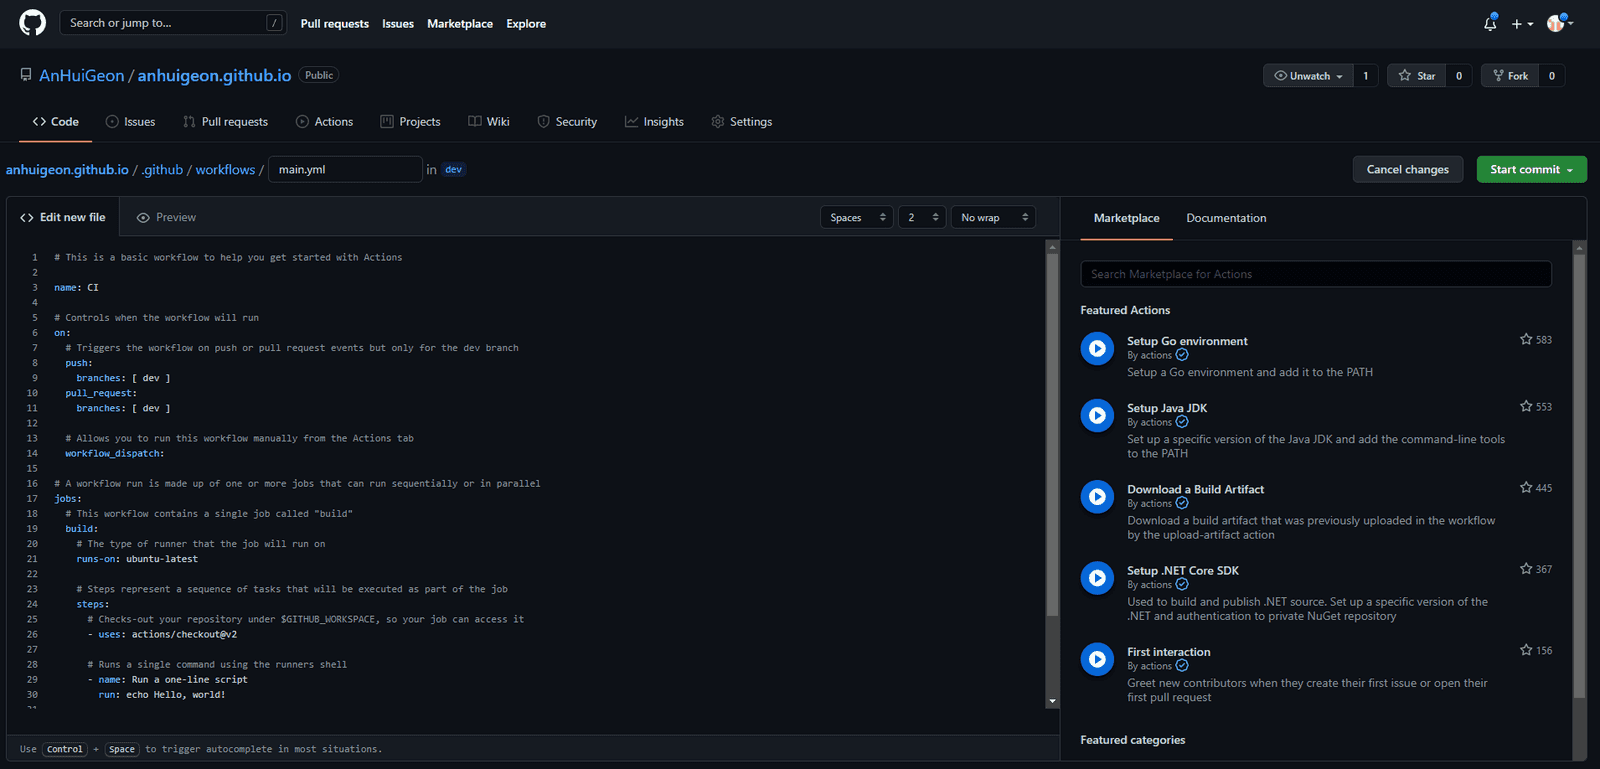 Search or jump to... /
Pull requests Issues Marketplace Explore
AnHuiGeon / anhuigeon.github.io Public
Unwatch 1 Star 0 Fork 0
Code Issues Pull requests Actions Projects Wiki Security Insights Settings
anhuigeon.github.io / .github / workflows / main.yml in dev
Cancel changes Start commit
Edit new file Preview
Spaces 2 No wrap
1 # This is a basic workflow to help you get started with Actions
2
3 name: CI
4
5 # Controls when the workflow will run
6 on:
7 # Triggers the workflow on push or pull request events but only for the dev branch
8 push:
9 branches: [ dev ]
10 pull_request:
11 branches: [ dev ]
12
13 # Allows you to run this workflow manually from the Actions tab
14 workflow_dispatch:
15
16 # A workflow run is made up of one or more jobs that can run sequentially or in parallel
17 jobs:
18 # This workflow contains a single job called "build"
19 build:
20 # The type of runner that the job will run on
21 runs-on: ubuntu-latest
22
23 # Steps represent a sequence of tasks that will be executed as part of the job
24 steps:
25 # Checks-out your repository under $GITHUB_WORKSPACE, so your job can access it
26 - uses: actions/checkout@v2
27
28 # Runs a single command using the runners shell
29 - name: Run a one-line script
30 run: echo Hello, world!
31
Use Control + Space to trigger autocomplete in most situations.
Marketplace Documentation
Search Marketplace for Actions
Featured Actions
Setup Go environment 583
By actions
Setup a Go environment and add it to the PATH
Setup Java JDK 553
By actions
Set up a specific version of the Java JDK and add the command-line tools
to the PATH
Download a Build Artifact 445
By actions
Download a build artifact that was previously uploaded in the workflow
by the upload-artifact action
Setup .NET Core SDK 367
By actions
Used to build and publish .NET source. Set up a specific version of the
.NET and authentication to private NuGet repository
First interaction 156
By actions
Greet new contributors when they create their first issue or open their
first pull request
Featured categories